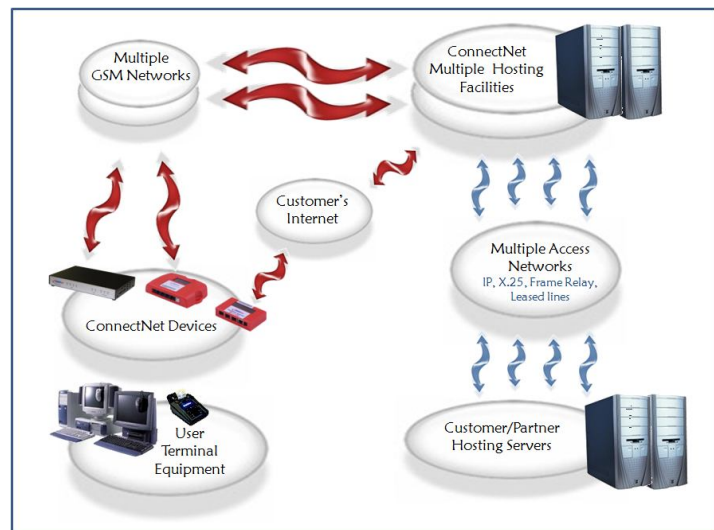 Multiple
GSM Networks
ConnectNet
Multiple Hosting
Facilities
Customer's
Internet
Multiple Access
Networks
IP, X.25, Frame Relay,
Leased lines
ConnectNet Devices
User
Terminal
Equipment
Customer/Partner
Hosting Servers